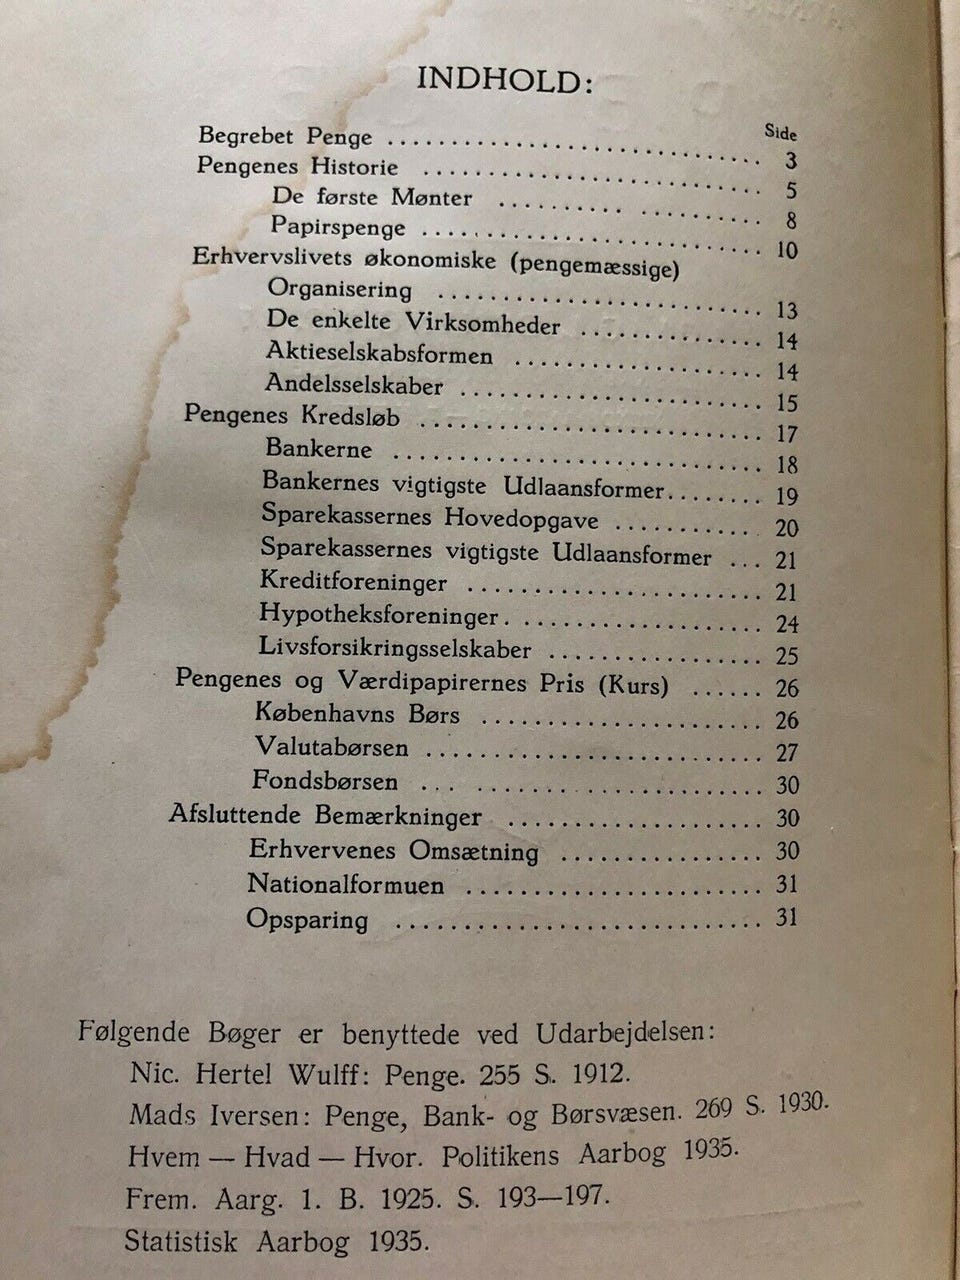 INDHOLD:
Side
Begrebet Penge ........................................ 3
Pengenes Historie ........................................ 5
De første Mønter ........................................ 8
Papirspenge ........................................ 10
Erhvervslivets økonomiske (pengemæssige)
Organisering ........................................ 13
De enkelte Virksomheder ........................................ 14
Aktieselskabsformen ........................................ 14
Andelsselskaber ........................................ 15
Pengenes Kredsløb ........................................ 17
Bankerne ........................................ 18
Bankernes vigtigste Udlaansformer........ 19
Sparekassernes Hovedopgave ............ 20
Sparekassernes vigtigste Udlaansformer ... 21
Kreditforeninger ........................................ 21
Hypotheksforeninger. .................... 24
Livsforsikringsselskaber .................. 25
Pengenes og Værdipapirernes Pris (Kurs) ...... 26
Københavns Børs ........................ 26
Valutabørsen ............................ 27
Fondsbørsen ... ........................ 30
Afsluttende Bemærkninger ...................... 30
Erhvervenes Omsætning .................. 30
Nationalformuen ........................ 31
Opsparing .............................. 31
Følgende Bøger er benyttede ved Udarbejdelsen:
Nic. Hertel Wulff: Penge. 255 S. 1912.
Mads Iversen: Penge, Bank- og Børsvæsen. 269 S. 1930.
Hvem — Hvad — Hvor. Politikens Aarbog 1935.
Frem. Aarg. 1. B. 1925. S. 193—197.
Statistisk Aarbog 1935.